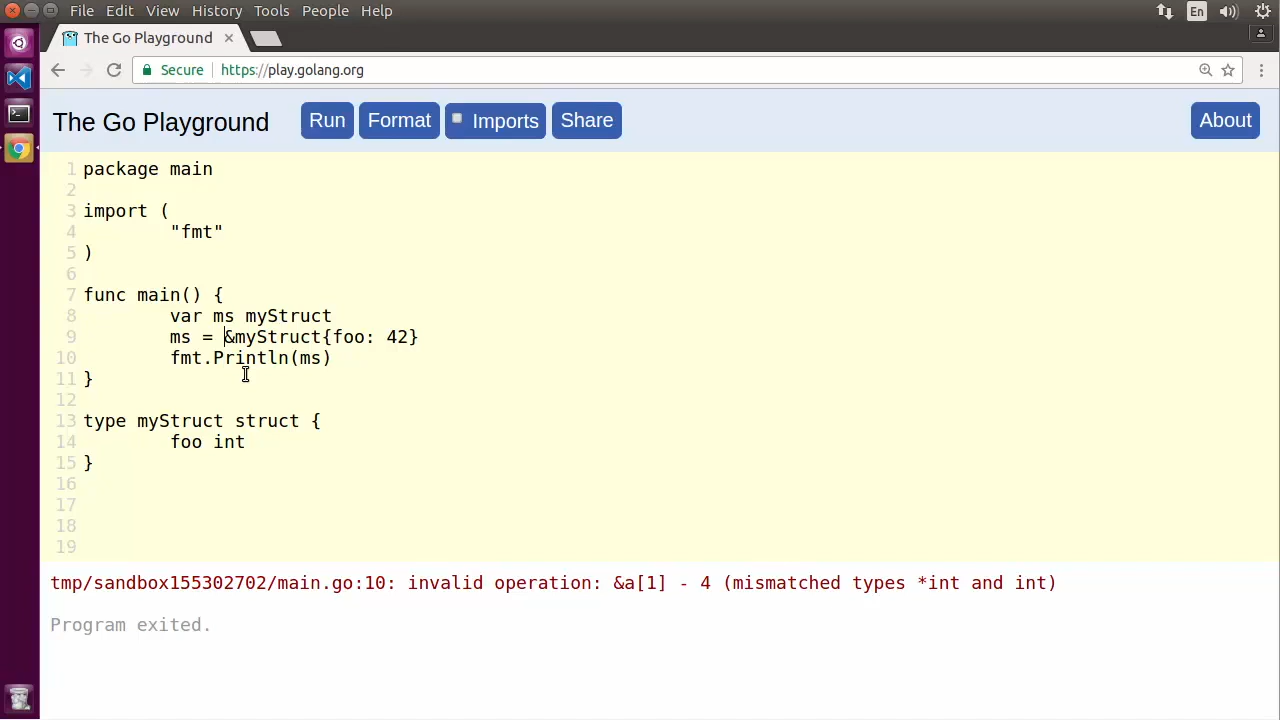 File Edit View History Tools People Help
En
The Go Playground
Secure https://play.golang.org
The Go Playground Run Format Imports Share About
1 package main
2
3 import (
4 "fmt"
5 )
6
7 func main() {
8 var ms myStruct
9 ms = &myStruct{foo: 42}
10 fmt.Println(ms)
11 }
12
13 type myStruct struct {
14 foo int
15 }
16
17
18
19
tmp/sandbox155302702/main.go:10: invalid operation: &a[1] - 4 (mismatched types *int and int)
Program exited.